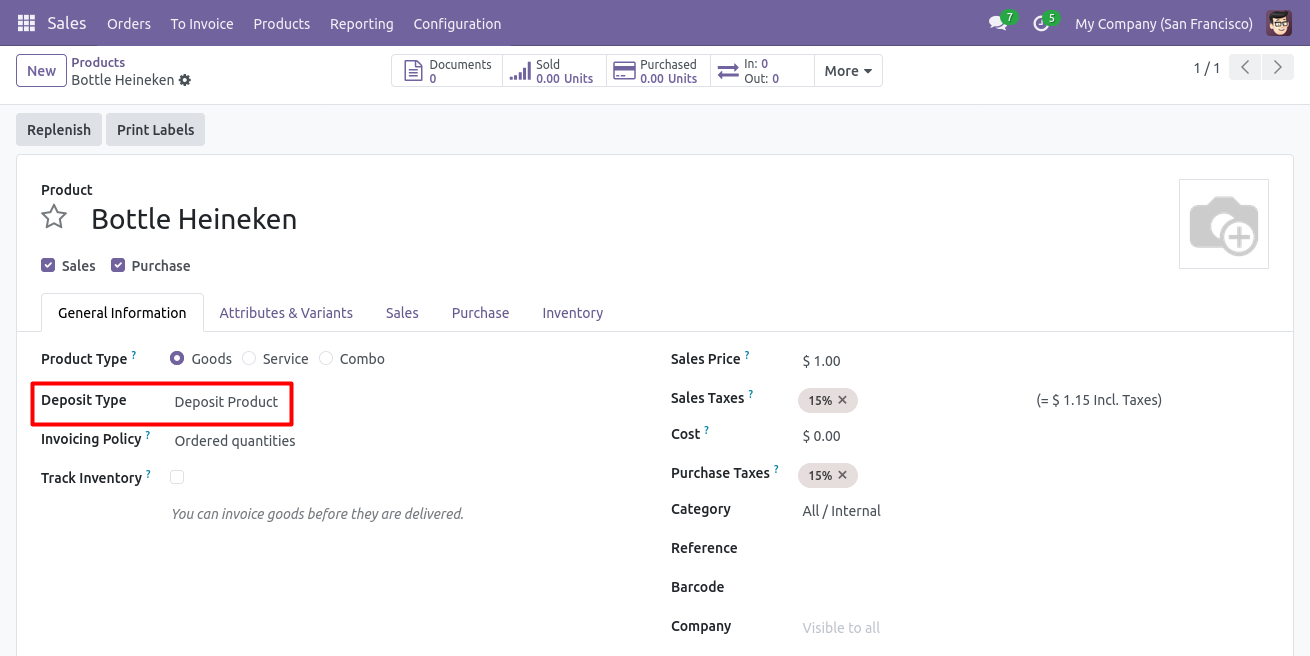 Sales Orders To Invoice Products Reporting Configuration 7 5 My Company (San Francisco)
New Products Bottle Heineken Documents 0 Sold 0.00 Units Purchased 0.00 Units In: 0 Out: 0 More 1 / 1
Replenish Print Labels
Product
Bottle Heineken
Sales Purchase
General Information Attributes & Variants Sales Purchase Inventory
Product Type ? Goods Service Combo
Deposit Type Deposit Product
Invoicing Policy ? Ordered quantities
Track Inventory ?
You can invoice goods before they are delivered.
Sales Price ? $ 1.00
Sales Taxes ? 15% × (= $ 1.15 Incl. Taxes)
Cost ? $ 0.00
Purchase Taxes ? 15% ×
Category All / Internal
Reference
Barcode
Company Visible to all